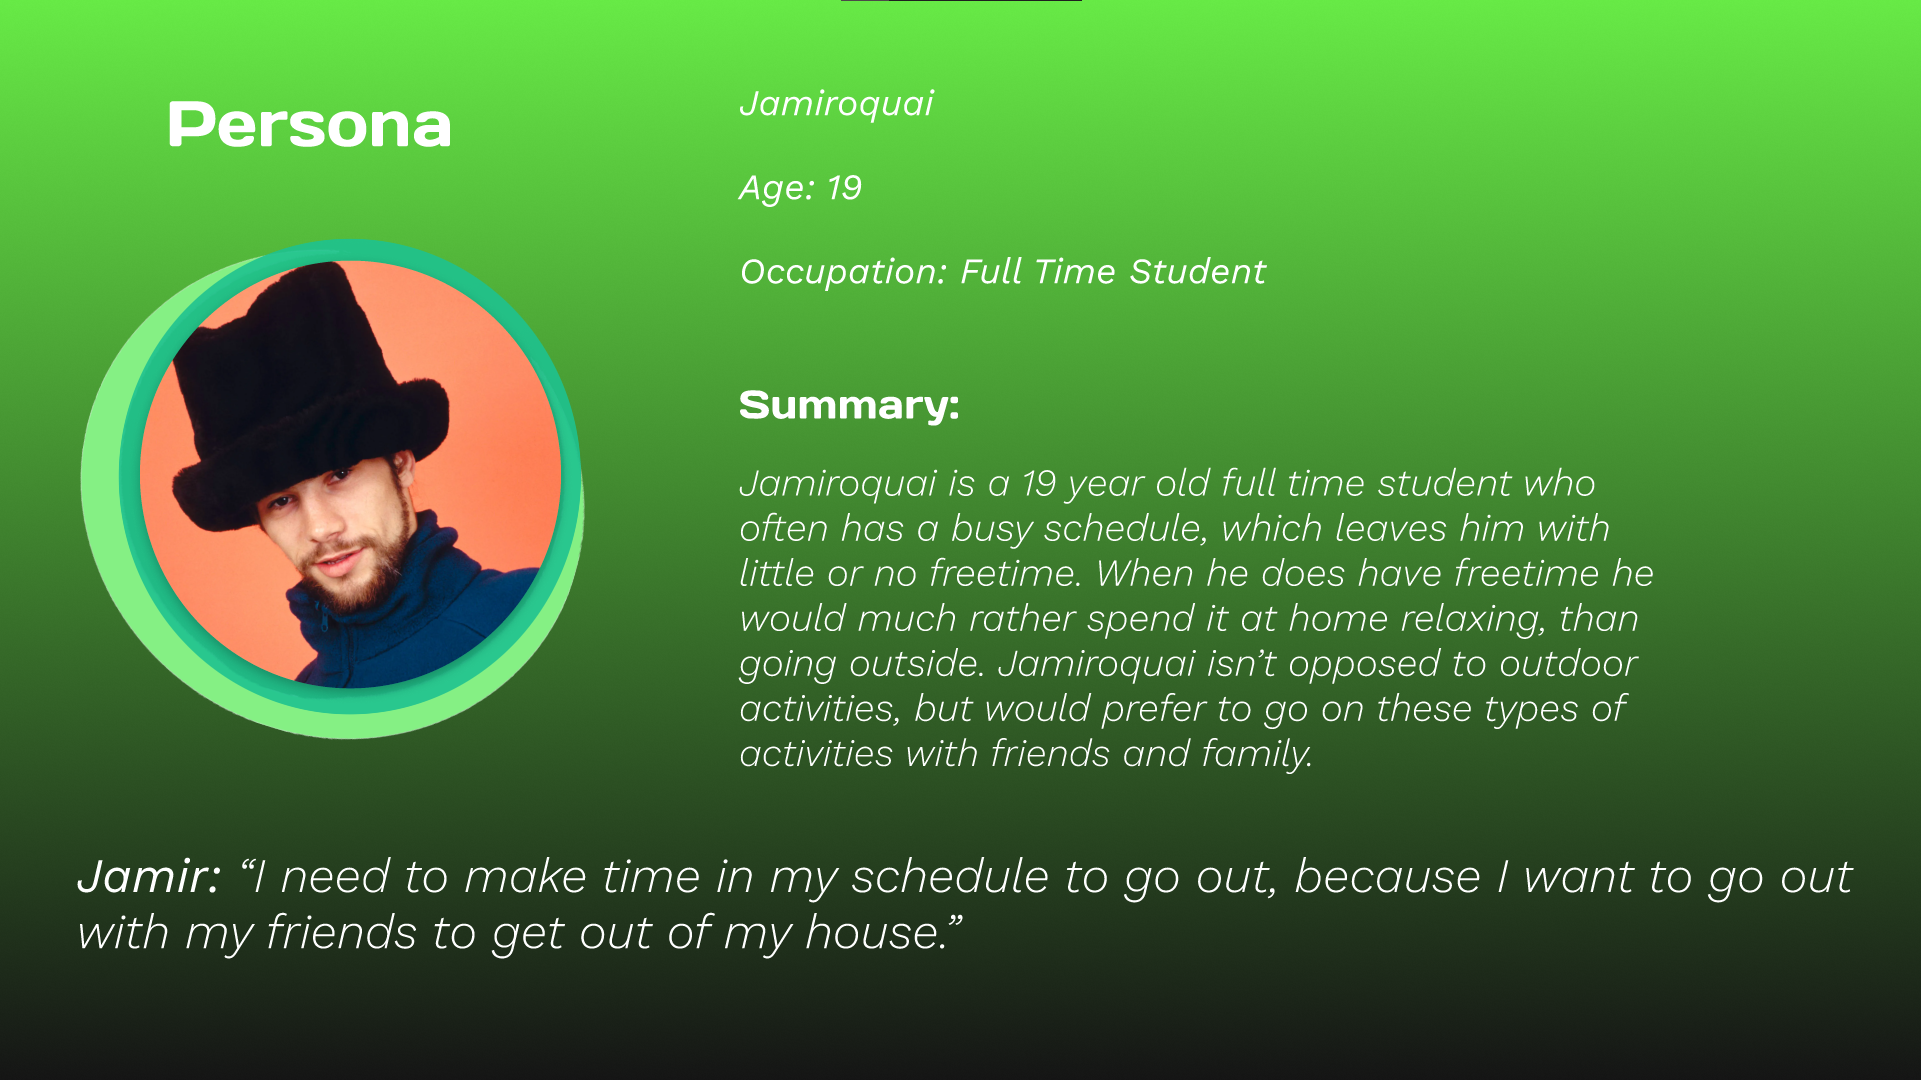 Persona
Jamiroquai
Age: 19
Occupation: Full Time Student
Summary:
Jamiroquai is a 19 year old full time student who
often has a busy schedule, which leaves him with
little or no freetime. When he does have freetime he
would much rather spend it at home relaxing, than
going outside. Jamiroquai isn’t opposed to outdoor
activities, but would prefer to go on these types of
activities with friends and family.
Jamir: “I need to make time in my schedule to go out, because I want to go out
with my friends to get out of my house.”